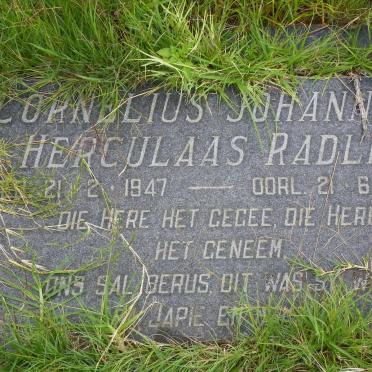 CORNELIUS JOHANN
HERCULAAS RADL
21 2 1947 — OORL. 21 6
DIE HERE HET GEGEE, DIE HERE
HET GENEEM.
ONS SAL BERUS, DIT WAS
JAPIE EN